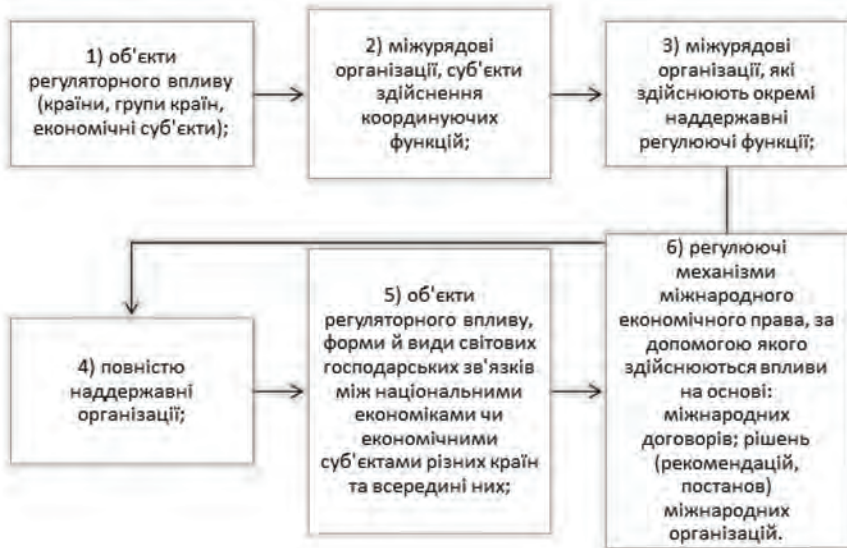 1) об'єкти
регуляторного впливу
(країни, групи країн,
економічні суб'єкти);
2) міжурядові
організації, суб'єкти
здійснення
координуючих
функцій;
3) міжурядові
організації, які
здійснюють окремі
наддержавні
регулюючі функції;
4) повністю
наддержавні
організації;
5) об'єкти
регуляторного впливу,
форми й види світових
господарських зв'язків
між національними
економіками чи
економічними
суб'єктами різних країн
та всередині них;
6) регулюючі
механізми
міжнародного
економічного права, за
допомогою якого
здійснюються впливи
на основі:
міжнародних
договорів; рішень
(рекомендацій,
постанов)
міжнародних
організацій.